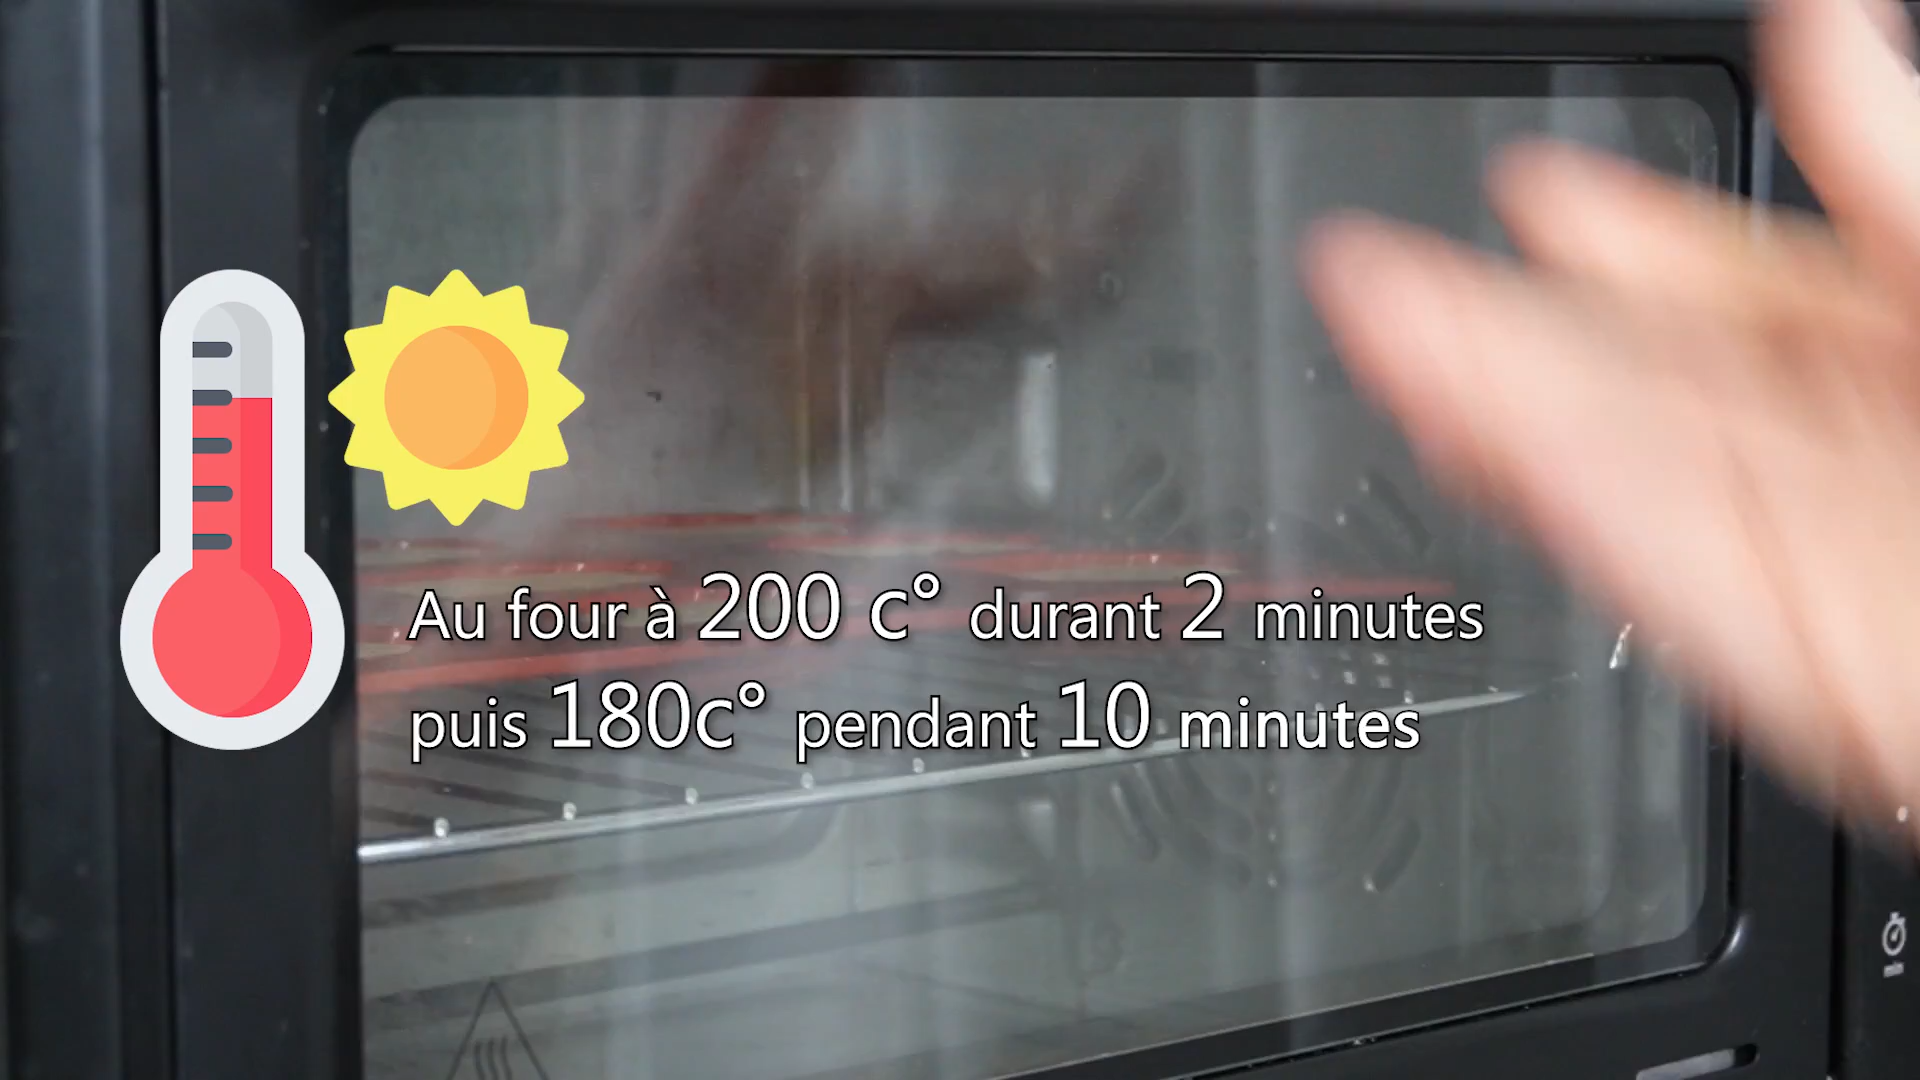 Au four à 200 c° durant 2 minutes
puis 180c° pendant 10 minutes